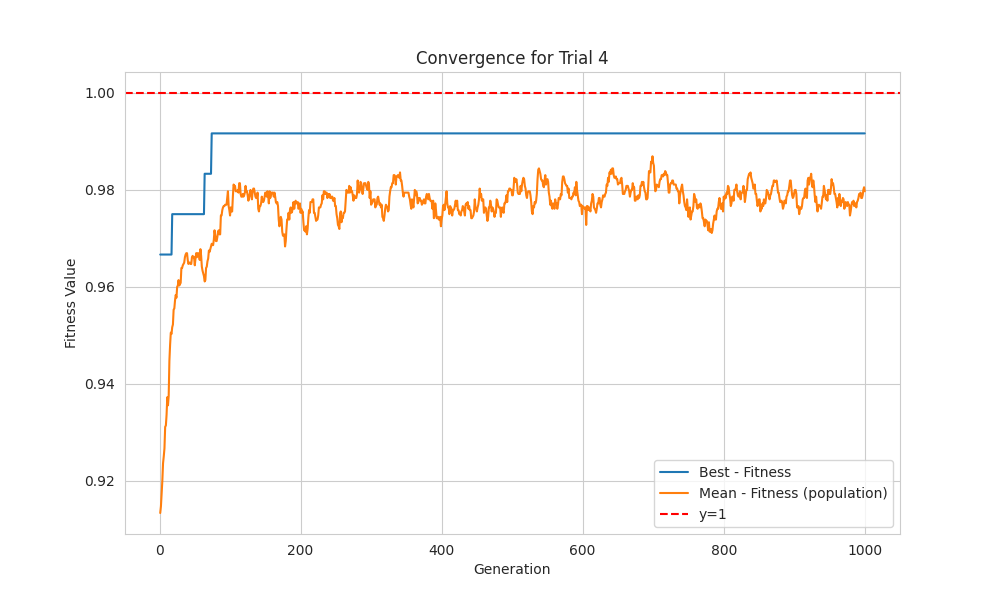 Convergence for Trial 4
1.00
0.98
0.96
0.94
0.92
Fitness Value
0 200 400 600 800 1000
Generation
Best - Fitness
Mean - Fitness (population)
y=1